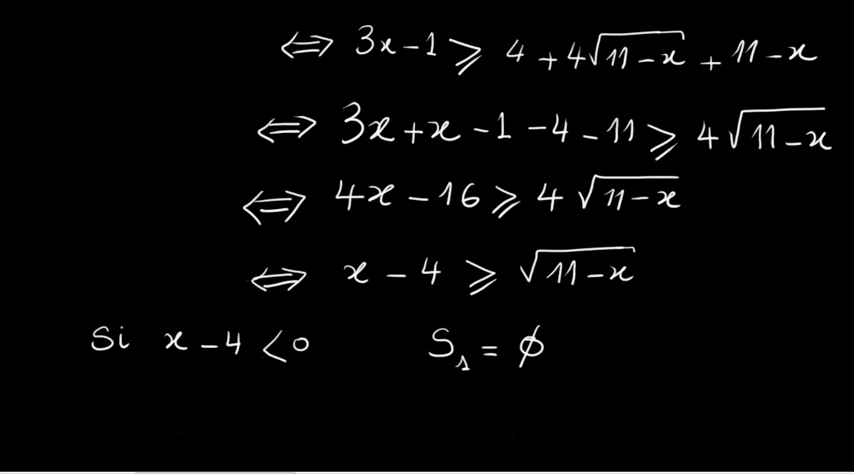 ⇔ 3x − 1 ⩾ 4 + 4√(11 − x) + 11 − x
⇔ 3x + x − 1 − 4 − 11 ⩾ 4√(11 − x)
⇔ 4x − 16 ⩾ 4√(11 − x)
⇔ x − 4 ⩾ √(11 − x)
Si x − 4 < 0 S₁ = ∅